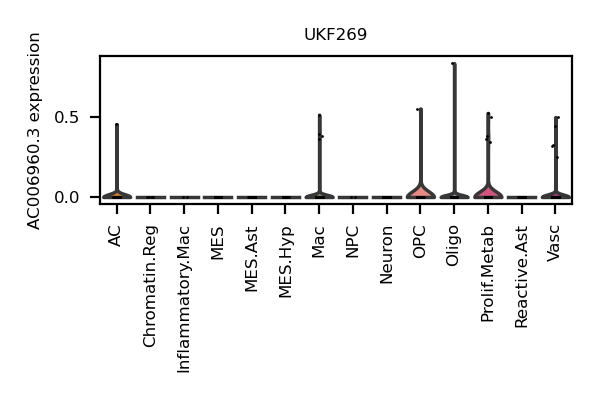 UKF269
AC006960.3 expression
0.5
0.0
AC
Chromatin.Reg
Inflammatory.Mac
MES
MES.Ast
MES.Hyp
Mac
NPC
Neuron
OPC
Oligo
Prolif.Metab
Reactive.Ast
Vasc